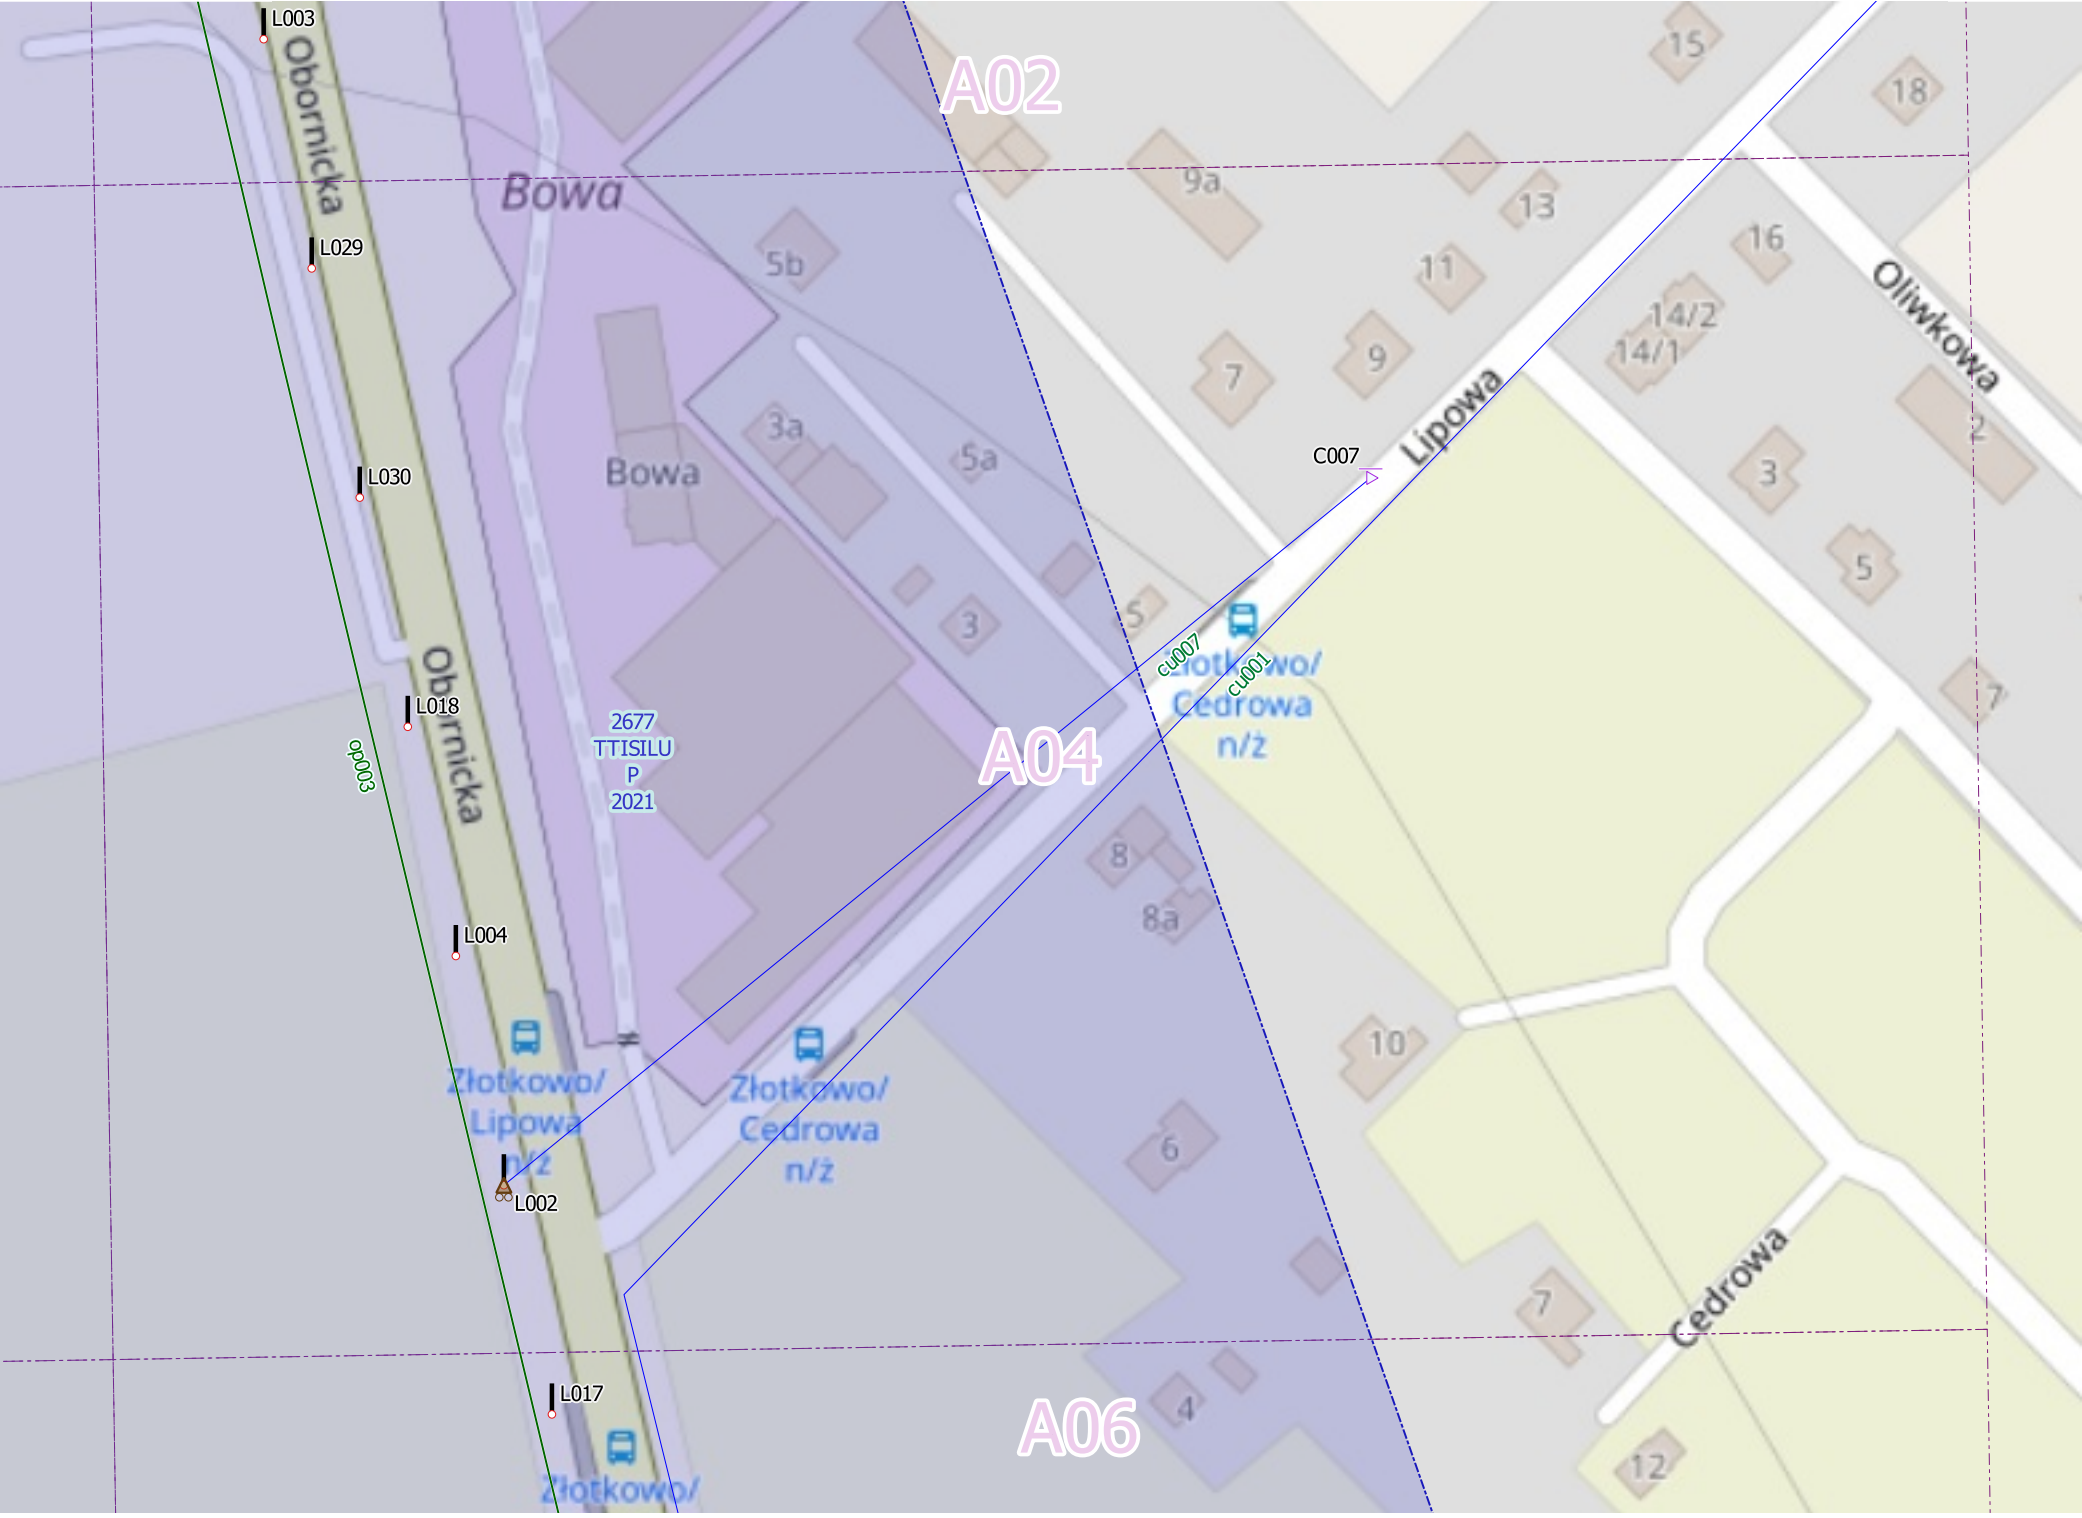 L003
Obornicka
A02
15
18
9a
Bowa
13
L029
5b
11
16
Oliwkowa
14/2
14/1
7
9
Lipowa
3a
5a
2
C007
Bowa
L030
3
5
3
5
cu007
Złotkowo/
Cedrowa
n/ż
cu001
7
Obornicka
L018
op003
2677
TTISILU
P
2021
A04
8
8a
L004
10
Złotkowo/
Lipowa
n/ż
Złotkowo/
Cedrowa
n/ż
6
L002
Cedrowa
7
L017
4
A06
12
Złotkowo/